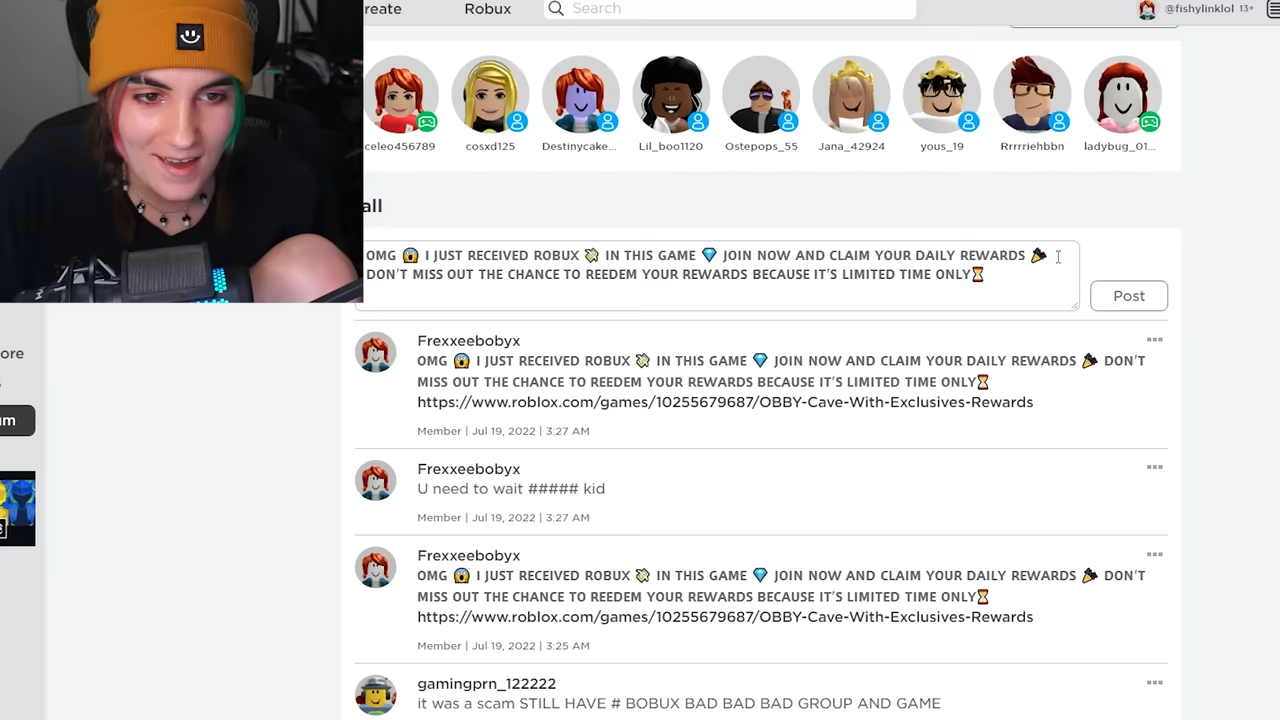 reate Robux Search @fishylinklol 13+
celeo456789 cosxd125 Destinycake... Lil_boo1120 Ostepops_55 Jana_42924 yous_19 Rrrrriehbbn ladybug_01...
all
OMG 😱 I JUST RECEIVED ROBUX 💸 IN THIS GAME 💎 JOIN NOW AND CLAIM YOUR DAILY REWARDS 🎉
DON'T MISS OUT THE CHANCE TO REEDEM YOUR REWARDS BECAUSE IT'S LIMITED TIME ONLY⏳
Post
Frexxeebobyx
OMG 😱 I JUST RECEIVED ROBUX 💸 IN THIS GAME 💎 JOIN NOW AND CLAIM YOUR DAILY REWARDS 🎉 DON'T
MISS OUT THE CHANCE TO REEDEM YOUR REWARDS BECAUSE IT'S LIMITED TIME ONLY⏳
https://www.roblox.com/games/10255679687/OBBY-Cave-With-Exclusives-Rewards
Member | Jul 19, 2022 | 3:27 AM
ore
Frexxeebobyx
U need to wait ##### kid
Member | Jul 19, 2022 | 3:27 AM
um
Frexxeebobyx
OMG 😱 I JUST RECEIVED ROBUX 💸 IN THIS GAME 💎 JOIN NOW AND CLAIM YOUR DAILY REWARDS 🎉 DON'T
MISS OUT THE CHANCE TO REEDEM YOUR REWARDS BECAUSE IT'S LIMITED TIME ONLY⏳
https://www.roblox.com/games/10255679687/OBBY-Cave-With-Exclusives-Rewards
Member | Jul 19, 2022 | 3:25 AM
gamingprn_122222
it was a scam STILL HAVE # BOBUX BAD BAD BAD GROUP AND GAME